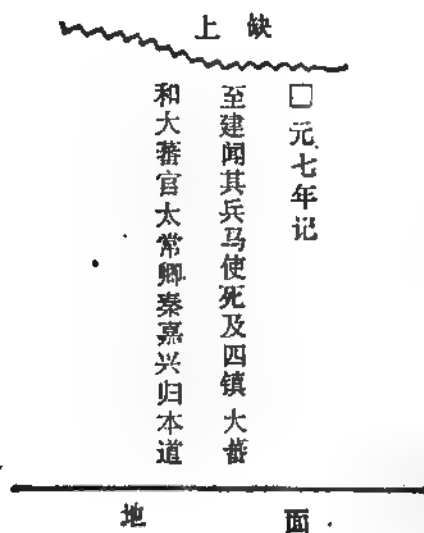 上缺
□元七年记
至建闻其兵马使死及四镇大蕃
和大蕃官太常卿秦嘉兴归本道
地面